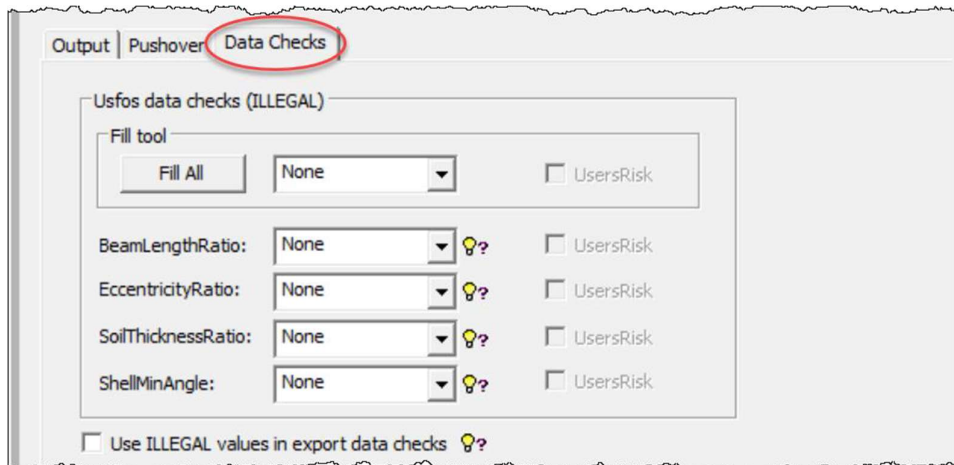 Output Pushover Data Checks
Usfos data checks (ILLEGAL)
Fill tool
Fill All None UsersRisk
BeamLengthRatio: None ? UsersRisk
EccentricityRatio: None ? UsersRisk
SoilThicknessRatio: None ? UsersRisk
ShellMinAngle: None ? UsersRisk
Use ILLEGAL values in export data checks ?